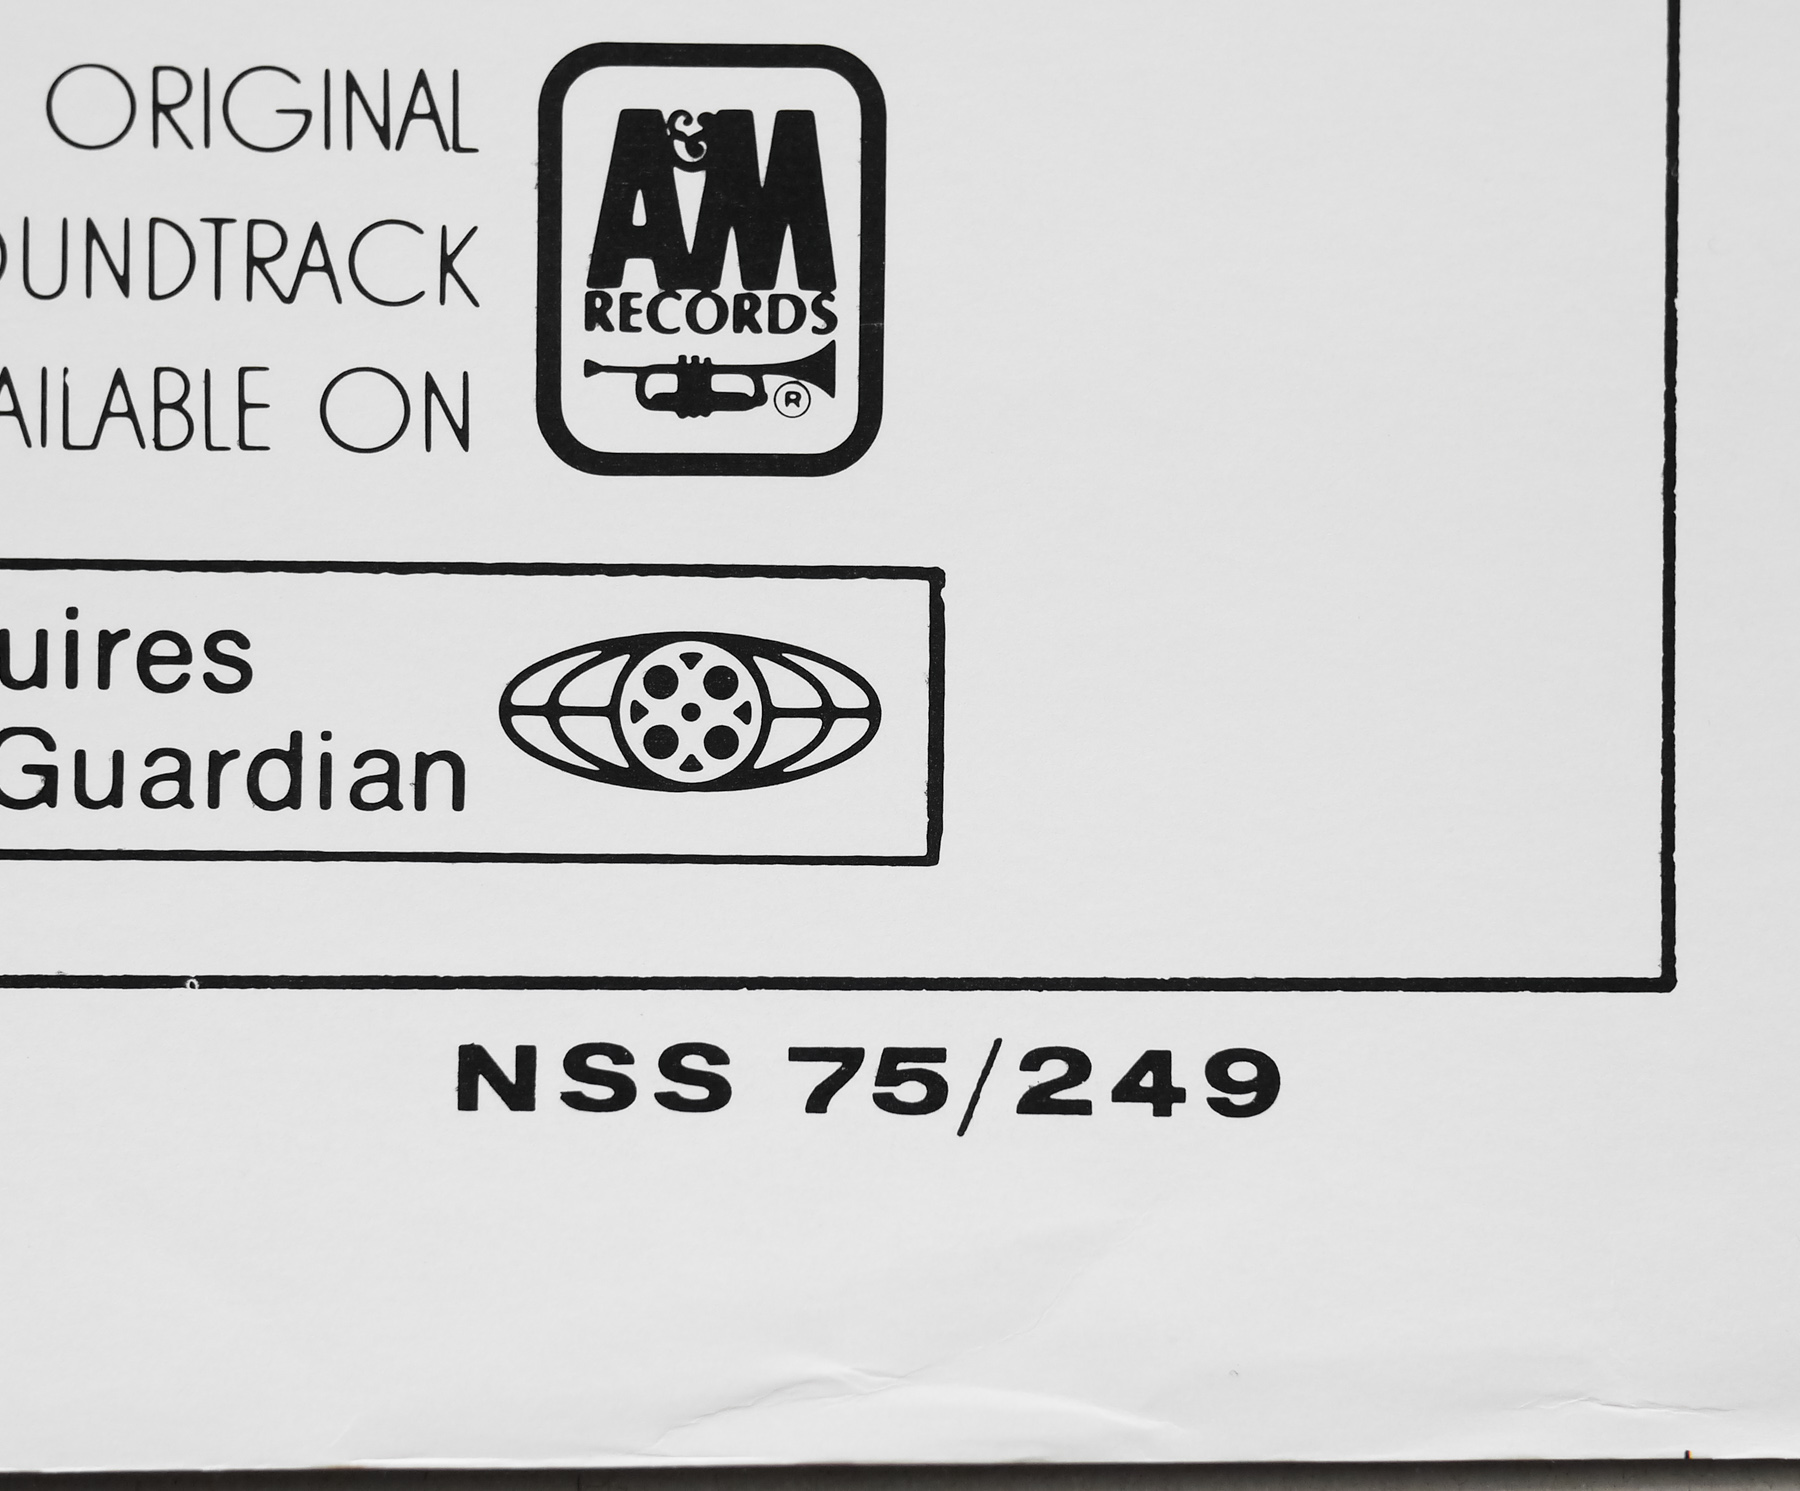 ORIGINAL
OUNDTRACK
AILABLE ON
A&M
RECORDS
®
uires
Guardian
NSS 75/249